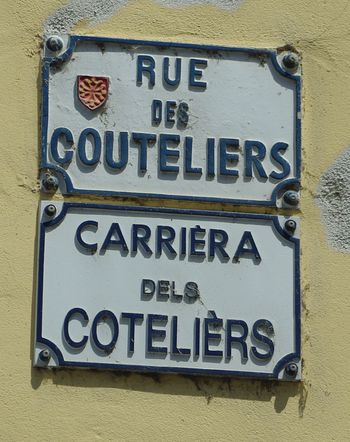 RUE
DES
COUTELIERS
CARRIÈRA
DELS
COTELIÈRS